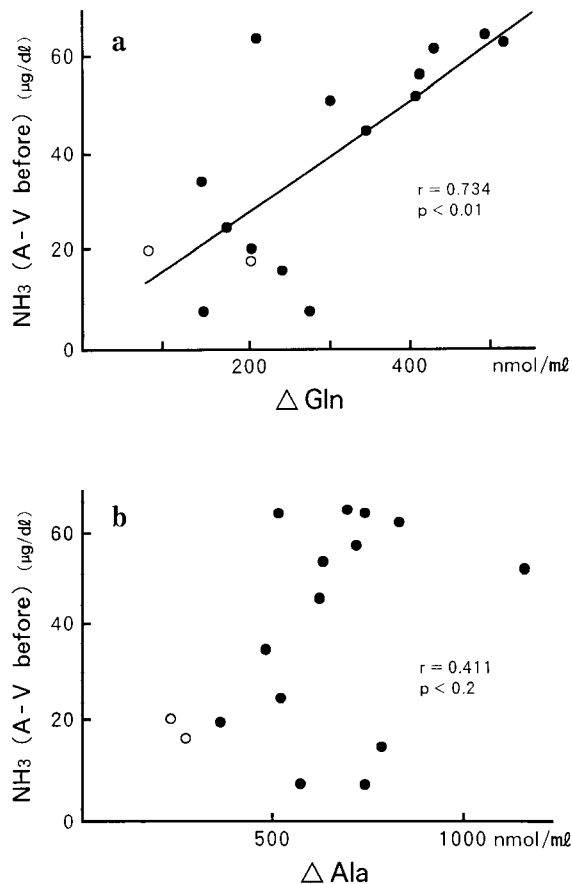 a
NH3 (A-V before) (μg/dℓ)
60
40
20
0
r = 0.734
p < 0.01
200 400 nmol/mℓ
△ Gln
b
NH3 (A-V before) (μg/dℓ)
60
40
20
0
r = 0.411
p < 0.2
500 1000 nmol/mℓ
△ Ala